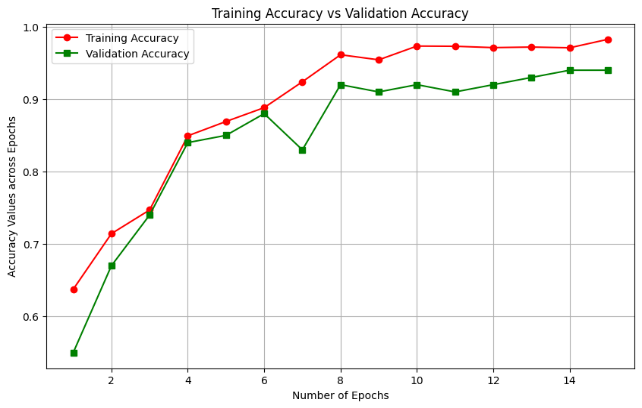 Training Accuracy vs Validation Accuracy
Training Accuracy
Validation Accuracy
Accuracy Values across Epochs
1.0
0.9
0.8
0.7
0.6
2 4 6 8 10 12 14
Number of Epochs